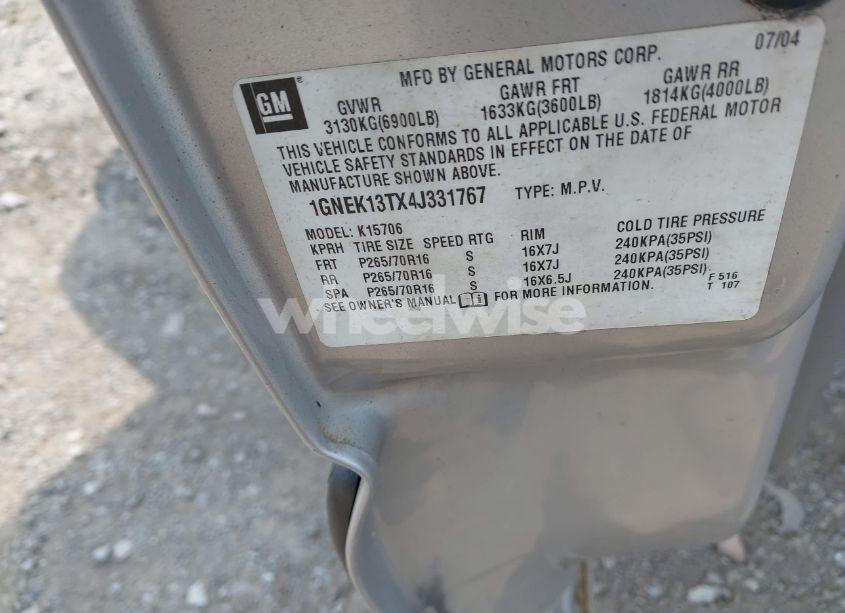 07/04
MFD BY GENERAL MOTORS CORP.
GM®
GVWR GAWR FRT GAWR RR
3130KG(6900LB) 1633KG(3600LB) 1814KG(4000LB)
THIS VEHICLE CONFORMS TO ALL APPLICABLE U.S. FEDERAL MOTOR
VEHICLE SAFETY STANDARDS IN EFFECT ON THE DATE OF
MANUFACTURE SHOWN ABOVE.
1GNEK13TX4J331767 TYPE: M.P.V.
MODEL: K15706
KPRH TIRE SIZE SPEED RTG RIM COLD TIRE PRESSURE
FRT P265/70R16 S 16X7J 240KPA(35PSI)
RR P265/70R16 S 16X7J 240KPA(35PSI)
SPA P265/70R16 S 16X6.5J 240KPA(35PSI)
SEE OWNER'S MANUAL FOR MORE INFORMATION.
F 516
T 107
wheelwise